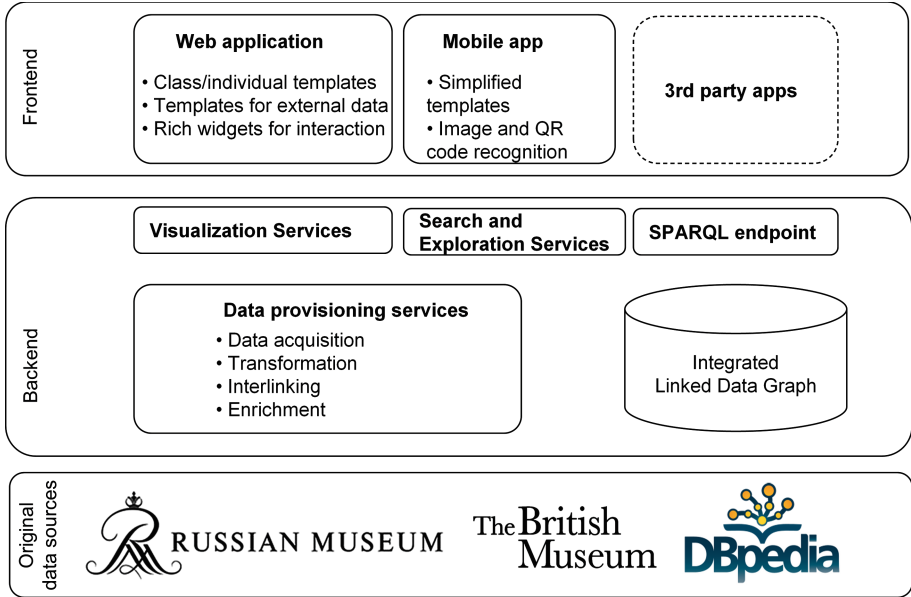 Frontend
Web application
• Class/individual templates
• Templates for external data
• Rich widgets for interaction
Mobile app
• Simplified
templates
• Image and QR
code recognition
3rd party apps
Backend
Visualization Services
Search and
Exploration Services
SPARQL endpoint
Data provisioning services
• Data acquisition
• Transformation
• Interlinking
• Enrichment
Integrated
Linked Data Graph
Original
data sources
RUSSIAN MUSEUM
The British
Museum
DBpedia